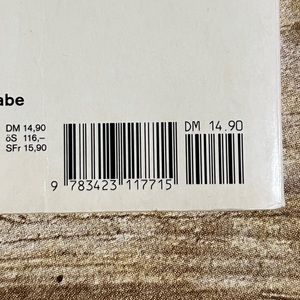 abe
DM 14,90
öS 116,–
SFr 15,90
DM 14.90
9 783423 117715